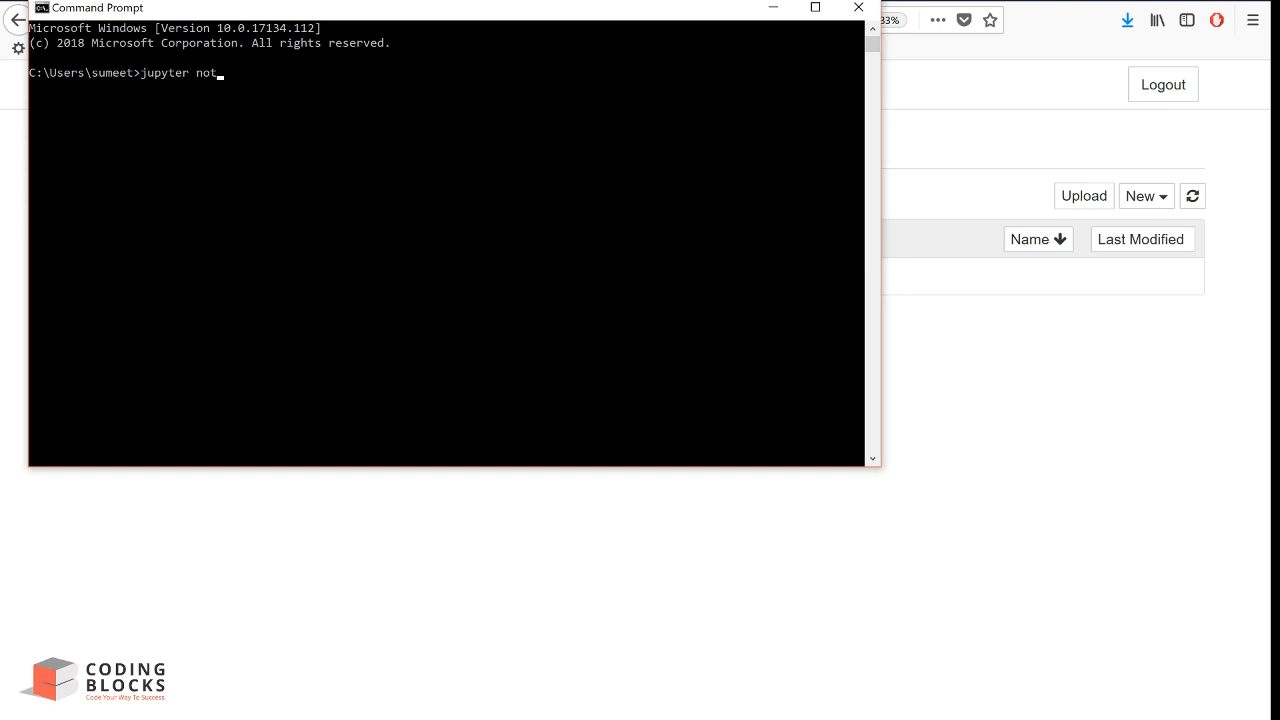 Command Prompt
Microsoft Windows [Version 10.0.17134.112]
(c) 2018 Microsoft Corporation. All rights reserved.
C:\Users\sumeet>jupyter not
33%
Logout
Upload New
Name Last Modified
CODING
BLOCKS
Code Your Way To Success